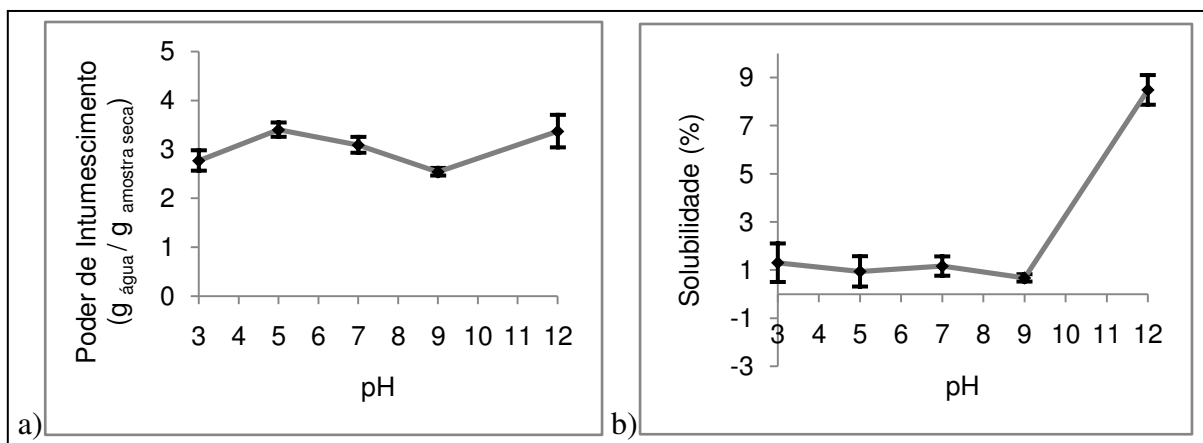 Poder de Intumescimento
(g água / g amostra seca)
5
4
3
2
1
0
3 4 5 6 7 8 9 10 11 12
pH
a)
Solubilidade (%)
9
7
5
3
1
-1
-3
3 4 5 6 7 8 9 10 11 12
pH
b)